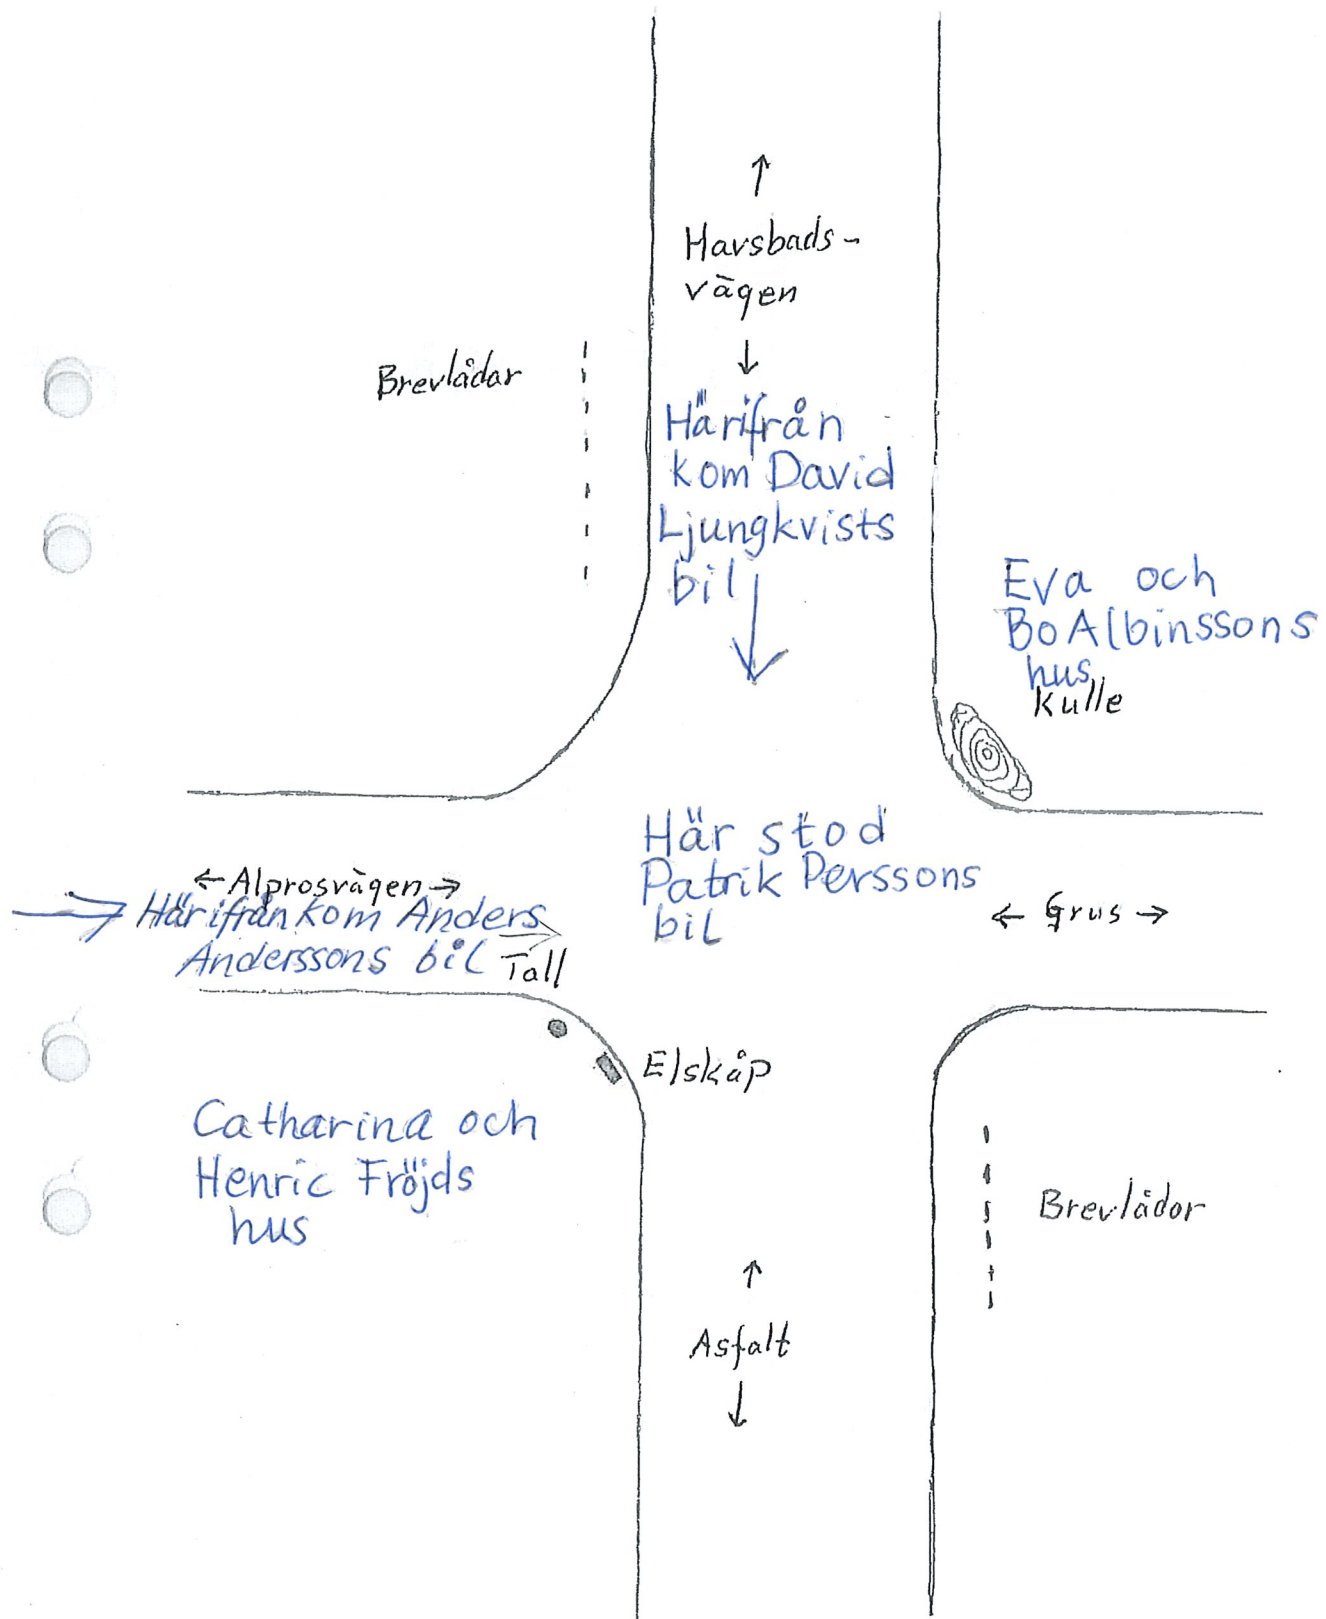 Havsbads-
vägen
Brevlådor
Härifrån
kom David
Ljungkvists
bil
Eva och
Bo Albinssons
hus
Kulle
Här stod
Patrik Perssons
bil
Alprosvägen
Härifrån kom Anders
Anderssons bil
Tall
Grus
Elskåp
Catharina och
Henric Fröjds
hus
Brevlådor
Asfalt